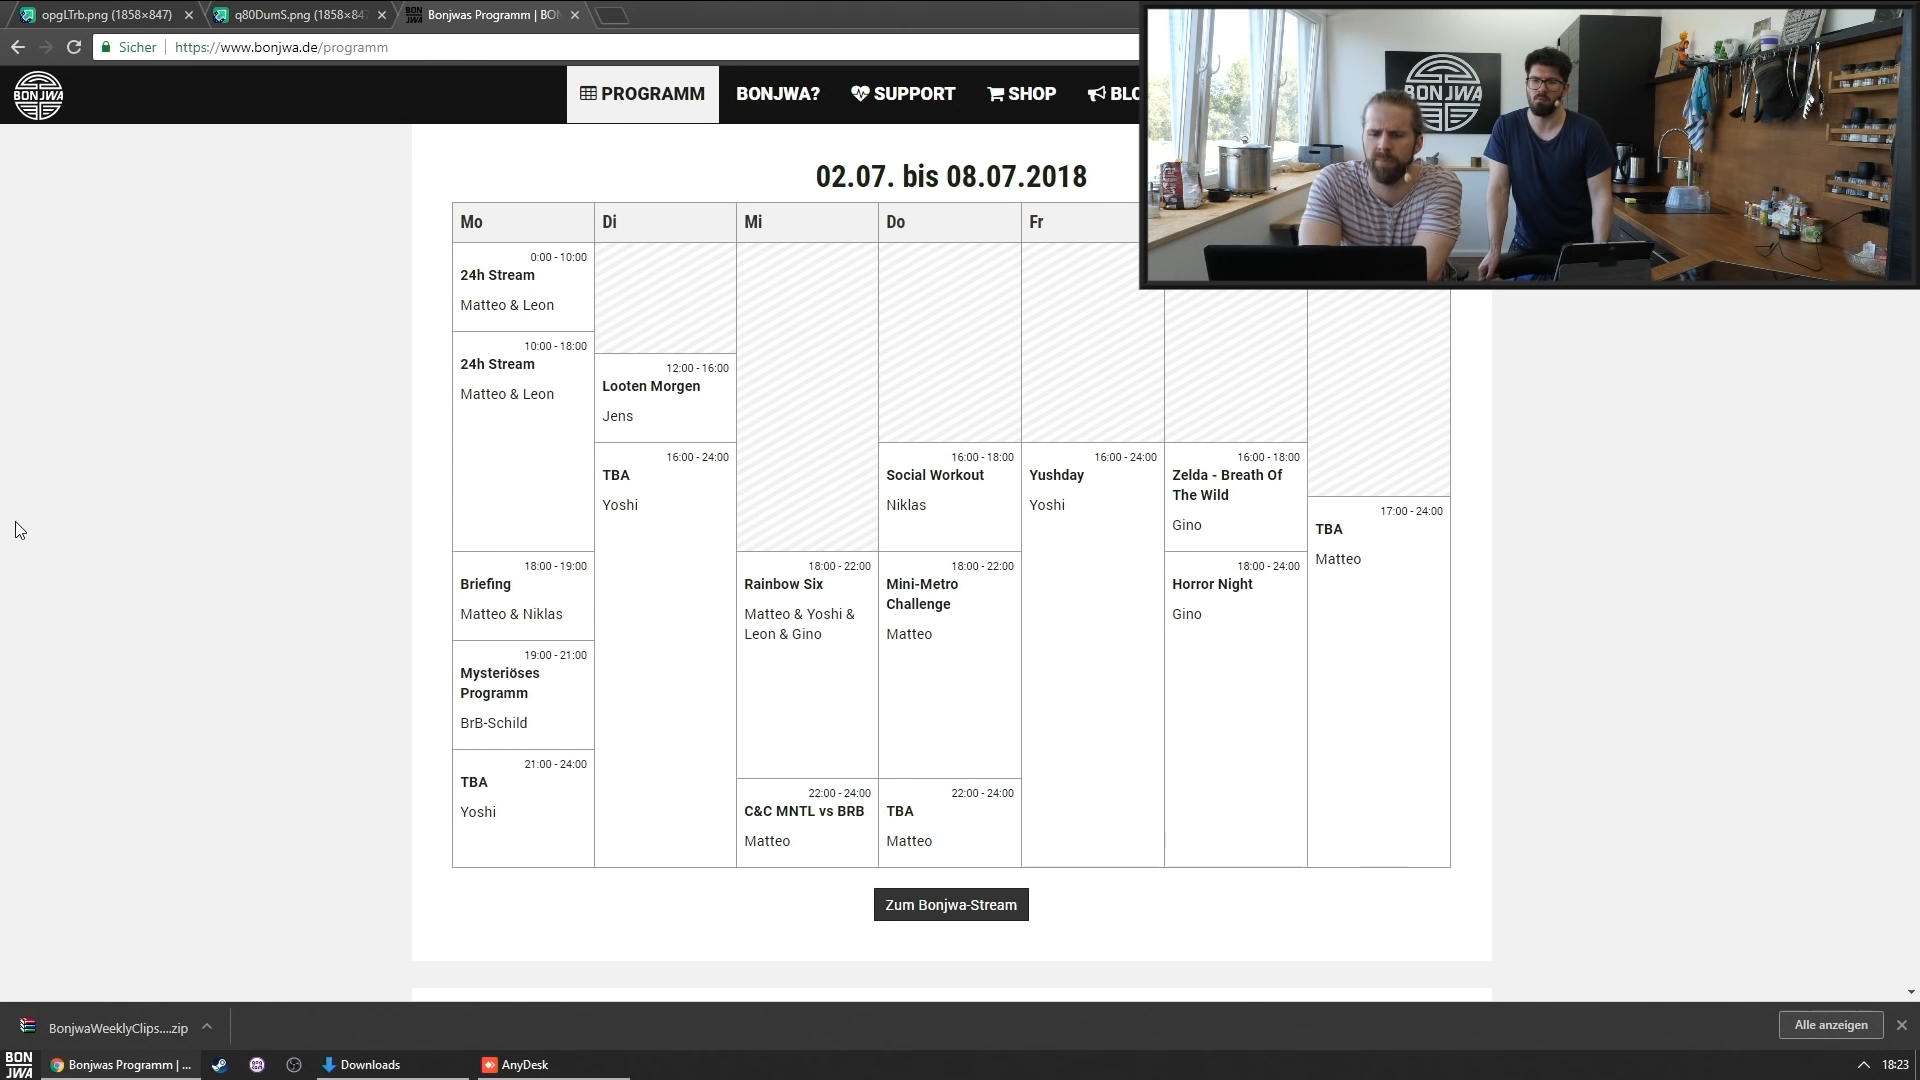 opgLTrb.png (1858×847)
q80DumS.png (1858×847
Bonjwas Programm | BON
Sicher
https://www.bonjwa.de/programm
BONJWA
PROGRAMM
BONJWA?
SUPPORT
SHOP
BLO
BONJWA
02.07. bis 08.07.2018
Mo
Di
Mi
Do
Fr
0:00 - 10:00
24h Stream
Matteo & Leon
10:00 - 18:00
24h Stream
Matteo & Leon
18:00 - 19:00
Briefing
Matteo & Niklas
19:00 - 21:00
Mysteriöses
Programm
BrB-Schild
21:00 - 24:00
TBA
Yoshi
12:00 - 16:00
Looten Morgen
Jens
16:00 - 24:00
TBA
Yoshi
18:00 - 22:00
Rainbow Six
Matteo & Yoshi &
Leon & Gino
22:00 - 24:00
C&C MNTL vs BRB
Matteo
16:00 - 18:00
Social Workout
Niklas
18:00 - 22:00
Mini-Metro
Challenge
Matteo
22:00 - 24:00
TBA
Matteo
16:00 - 24:00
Yushday
Yoshi
16:00 - 18:00
Zelda - Breath Of
The Wild
Gino
18:00 - 24:00
Horror Night
Gino
17:00 - 24:00
TBA
Matteo
Zum Bonjwa-Stream
BonjwaWeeklyClips....zip
Alle anzeigen
BON
JWA
Bonjwas Programm | ...
Downloads
AnyDesk
18:23